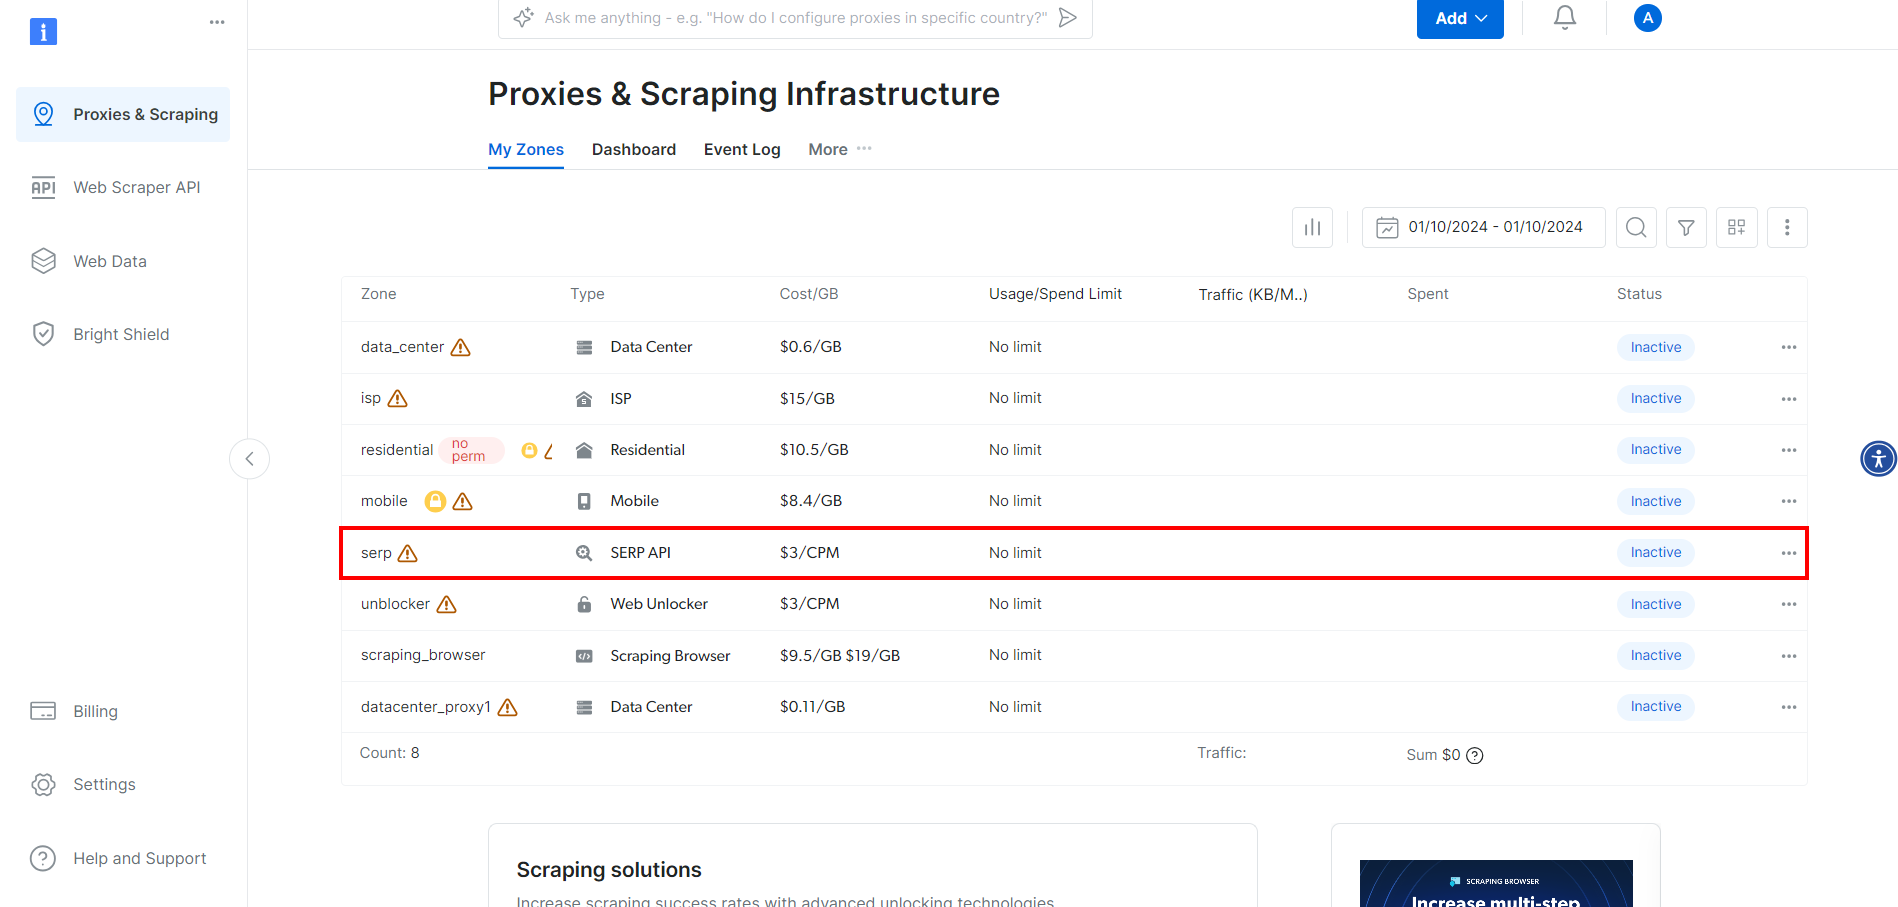 i
Ask me anything - e.g. "How do I configure proxies in specific country?"
Add
A
Proxies & Scraping
Web Scraper API
Web Data
Bright Shield
Billing
Settings
Help and Support
Proxies & Scraping Infrastructure
My Zones Dashboard Event Log More
01/10/2024 - 01/10/2024
Zone Type Cost/GB Usage/Spend Limit Traffic (KB/M..) Spent Status
data_center Data Center $0.6/GB No limit Inactive
isp ISP $15/GB No limit Inactive
residential no perm Residential $10.5/GB No limit Inactive
mobile Mobile $8.4/GB No limit Inactive
serp SERP API $3/CPM No limit Inactive
unblocker Web Unlocker $3/CPM No limit Inactive
scraping_browser Scraping Browser $9.5/GB $19/GB No limit Inactive
datacenter_proxy1 Data Center $0.11/GB No limit Inactive
Count: 8 Traffic: Sum $0
Scraping solutions
Increase scraping success rates with advanced unlocking technologies
SCRAPING BROWSER
Increase multi-step